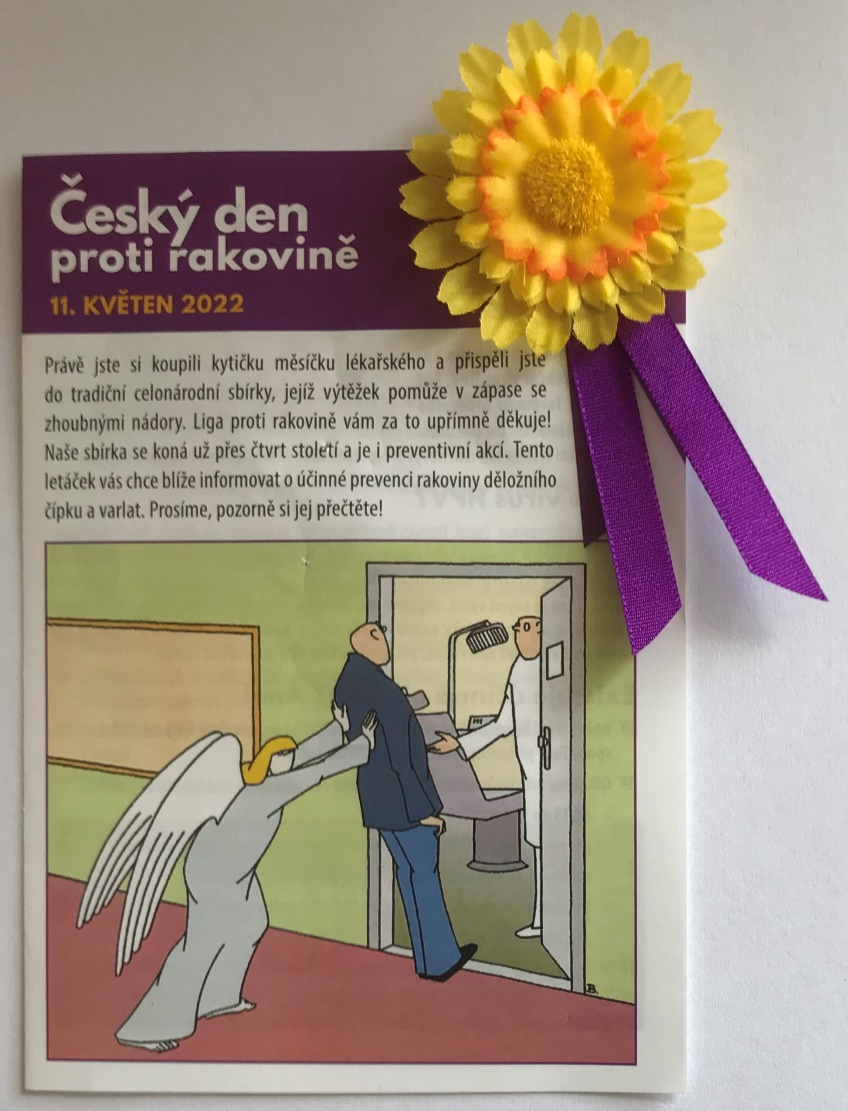 Český den
proti rakovině
11. KVĚTEN 2022
Právě jste si koupili kytičku měsíčku lékařského a přispěli jste
do tradiční celonárodní sbírky, jejíž výtěžek pomůže v zápase se
zhoubnými nádory. Liga proti rakovině vám za to upřímně děkuje!
Naše sbírka se koná už přes čtvrt století a je i preventivní akcí. Tento
letáček vás chce blíže informovat o účinné prevenci rakoviny děložního
čípku a varlat. Prosíme, pozorně si jej přečtěte!
B.